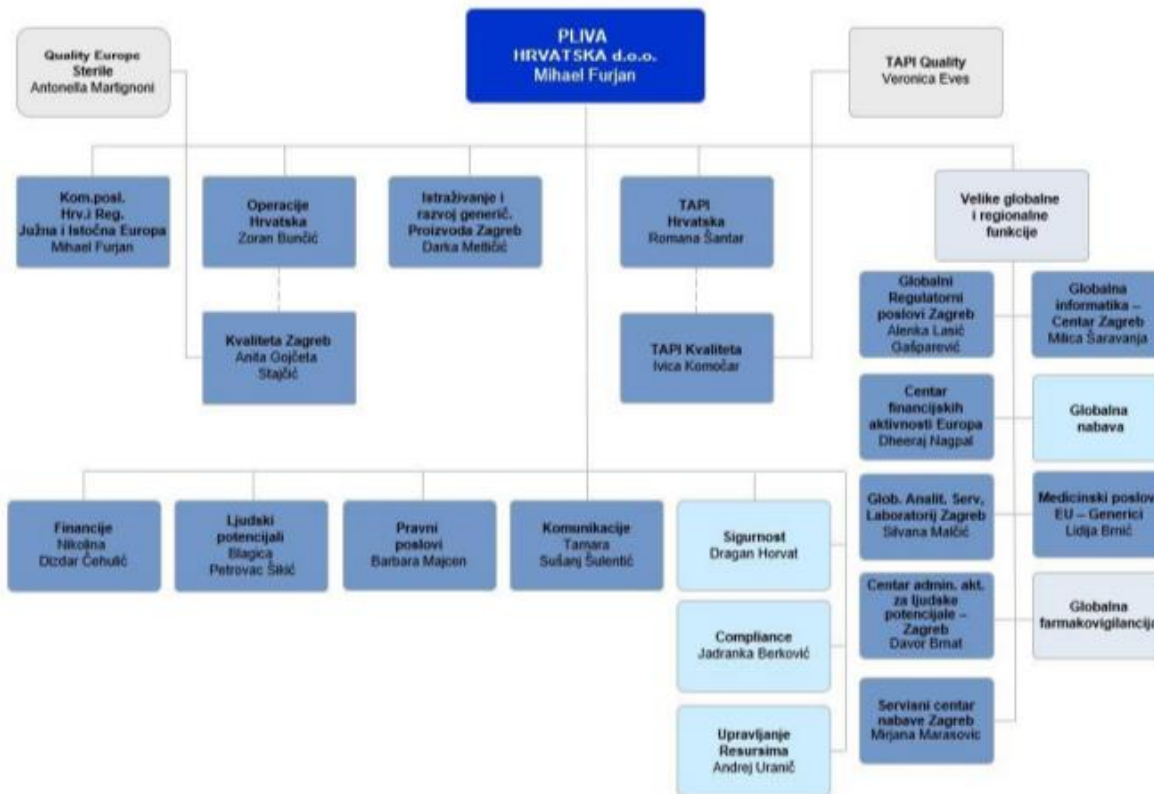 PLIVA
HRVATSKA d.o.o.
Mihael Furjan
Quality Europe
Sterile
Antonella Martignoni
TAPI Quality
Veronica Eves
Kom.posl.
Hrv.i Reg.
Južna i Istočna Europa
Mihael Furjan
Operacije
Hrvatska
Zoran Bunčić
Istraživanje i
razvoj generič.
Proizvoda Zagreb
Darka Metličić
TAPI
Hrvatska
Romana Šantar
Velike globalne
i regionalne
funkcije
Kvaliteta Zagreb
Anita Gojčeta
Stajčić
TAPI Kvaliteta
Ivica Komočar
Globalni
Regulatorni
poslovi Zagreb
Alenka Lasić
Gašparević
Globalna
informatika –
Centar Zagreb
Milica Šaravanja
Centar
financijskih
aktivnosti Europa
Dheeraj Nagpal
Globalna
nabava
Glob. Analit. Serv,
Laboratorij Zagreb
Silvana Malčić
Medicinski poslovi
EU – Generici
Lidija Brnić
Centar admin. akt.
za ljudske
potencijale –
Zagreb
Davor Brnat
Globalna
farmakovigilancija
Servisni centar
nabave Zagreb
Mirjana Marasovic
Financije
Nikolina
Dizdar Čehulić
Ljudski
potencijali
Blagica
Petrovac Šikić
Pravni
poslovi
Barbara Majcen
Komunikacije
Tamara
Sušanj Šulentić
Sigurnost
Dragan Horvat
Compliance
Jadranka Berković
Upravljanje
Resursima
Andrej Uranič